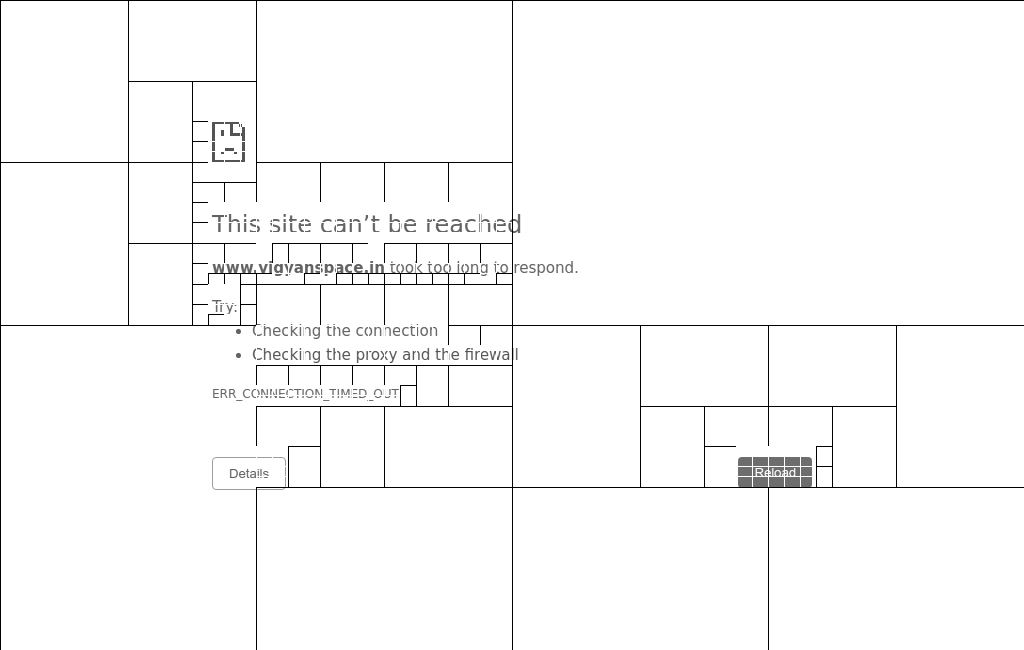 This site can’t be reached
www.vigyanspace.in took too long to respond.
Try:
Checking the connection
Checking the proxy and the firewall
ERR_CONNECTION_TIMED_OUT
Details
Reload